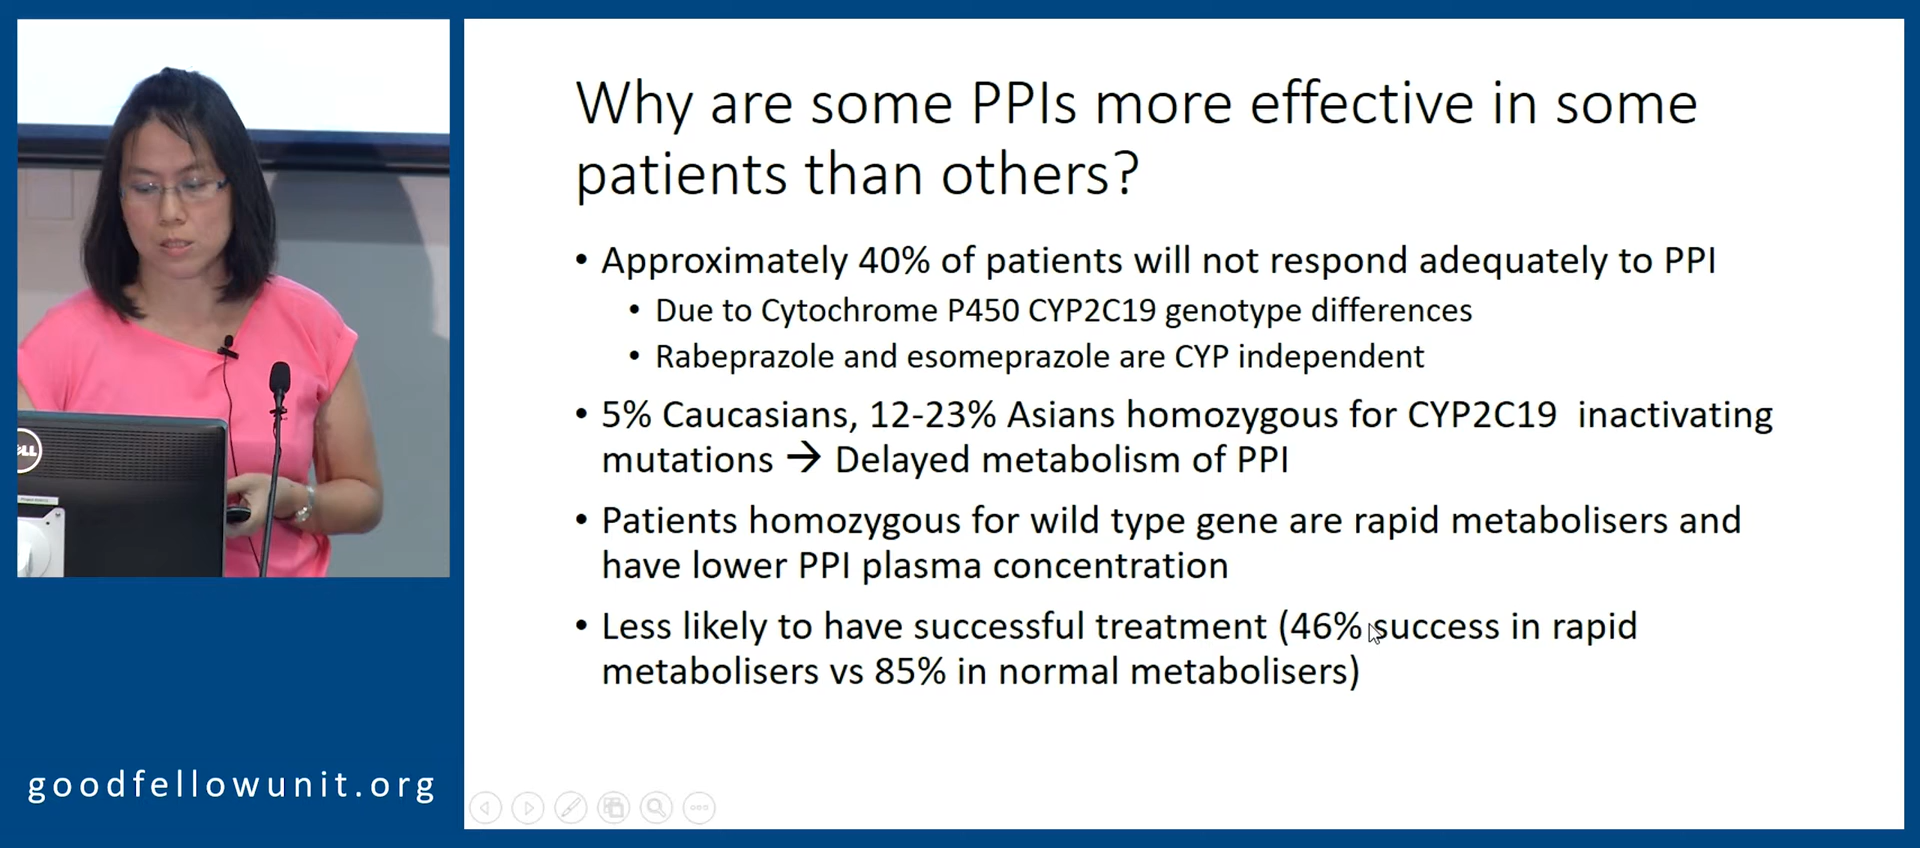 Why are some PPIs more effective in some
patients than others?
• Approximately 40% of patients will not respond adequately to PPI
• Due to Cytochrome P450 CYP2C19 genotype differences
• Rabeprazole and esomeprazole are CYP independent
• 5% Caucasians, 12-23% Asians homozygous for CYP2C19 inactivating
mutations → Delayed metabolism of PPI
• Patients homozygous for wild type gene are rapid metabolisers and
have lower PPI plasma concentration
• Less likely to have successful treatment (46% success in rapid
metabolisers vs 85% in normal metabolisers)
goodfellowunit.org